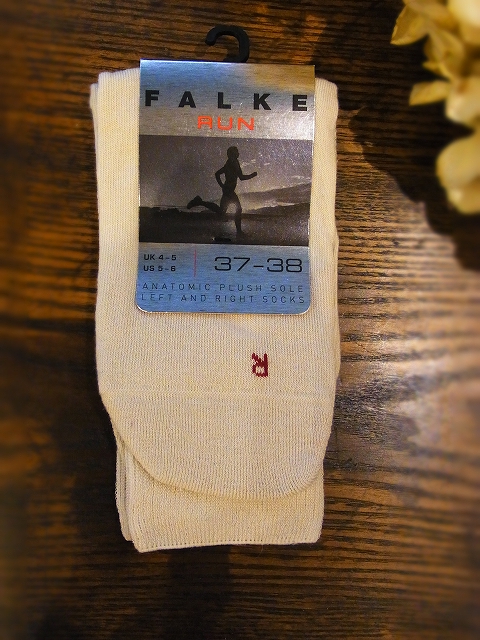 FALKE
RUN
UK 4-5
US 5-6
37-38
ANATOMIC PLUSH SOLE
LEFT AND RIGHT SOCKS
R